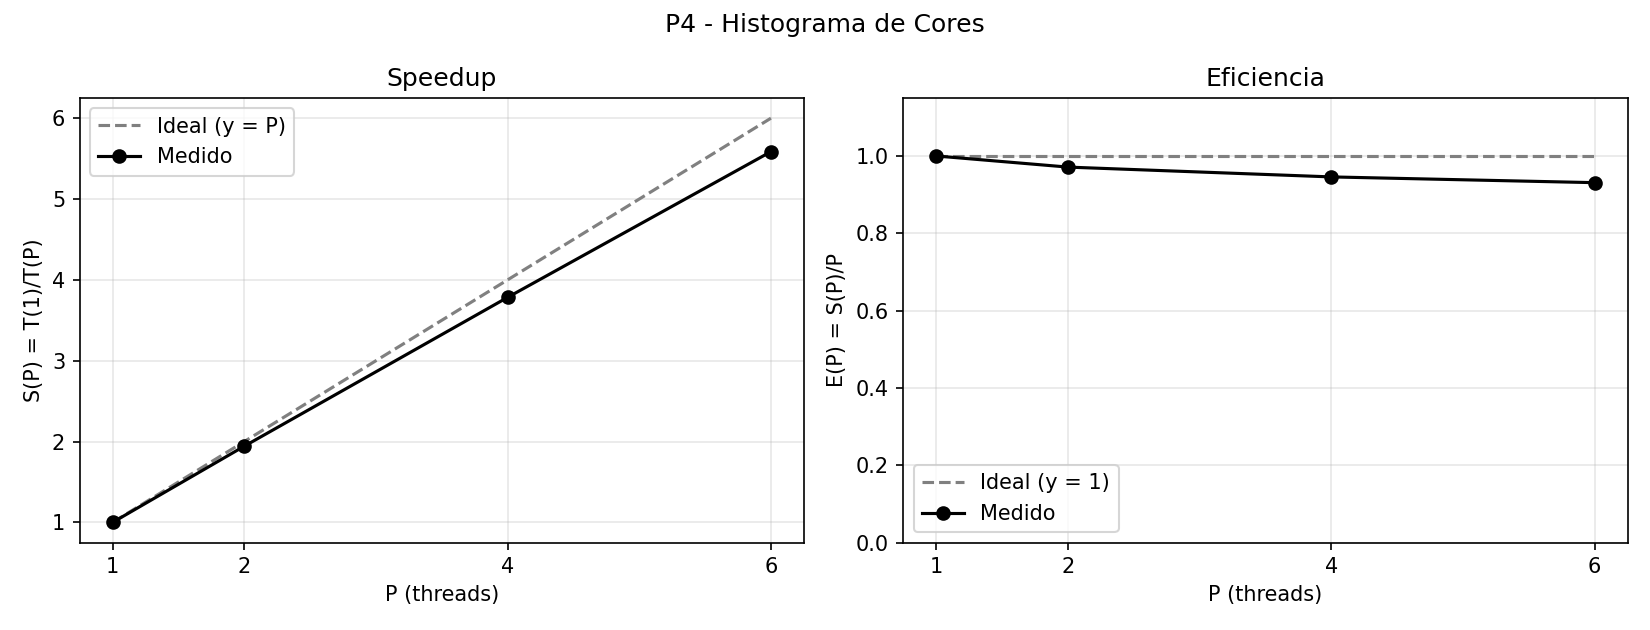 P4 - Histograma de Cores
Speedup
S(P) = T(1)/T(P)
6
5
4
3
2
1
Ideal (y = P)
Medido
1 2 4 6
P (threads)
Eficiencia
E(P) = S(P)/P
1.0
0.8
0.6
0.4
0.2
0.0
Ideal (y = 1)
Medido
1 2 4 6
P (threads)